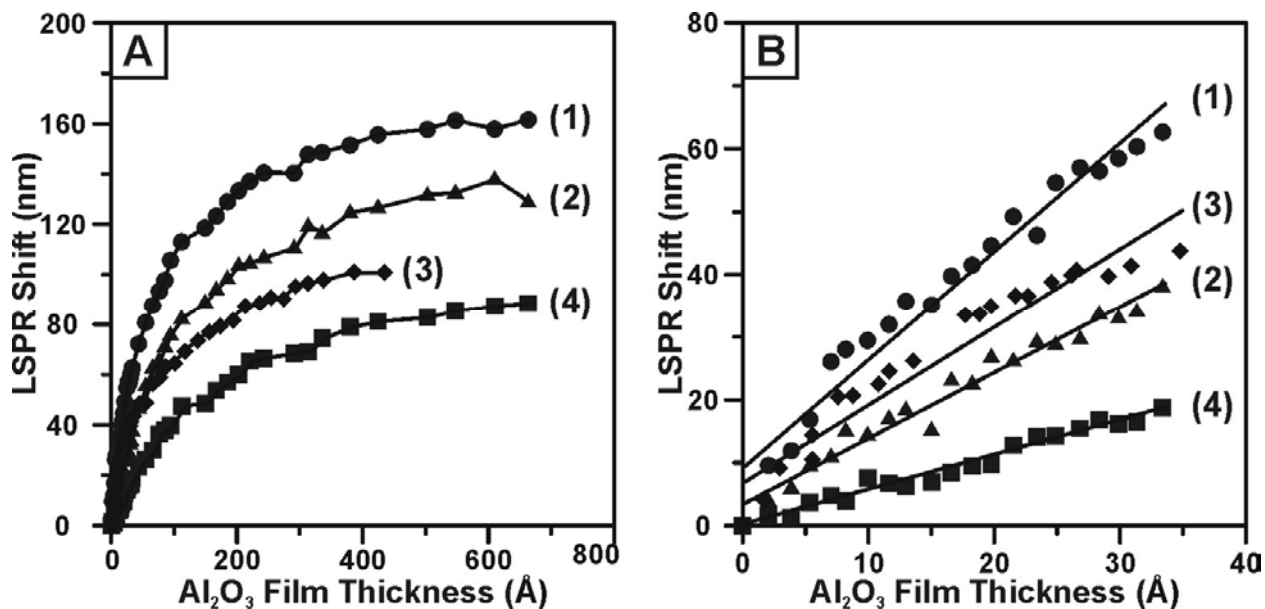 A
200
160
120
80
40
0
LSPR Shift (nm)
(1)
(2)
(3)
(4)
0 200 400 600 800
Al₂O₃ Film Thickness (Å)
B
80
60
40
20
0
LSPR Shift (nm)
(1)
(3)
(2)
(4)
0 10 20 30 40
Al₂O₃ Film Thickness (Å)